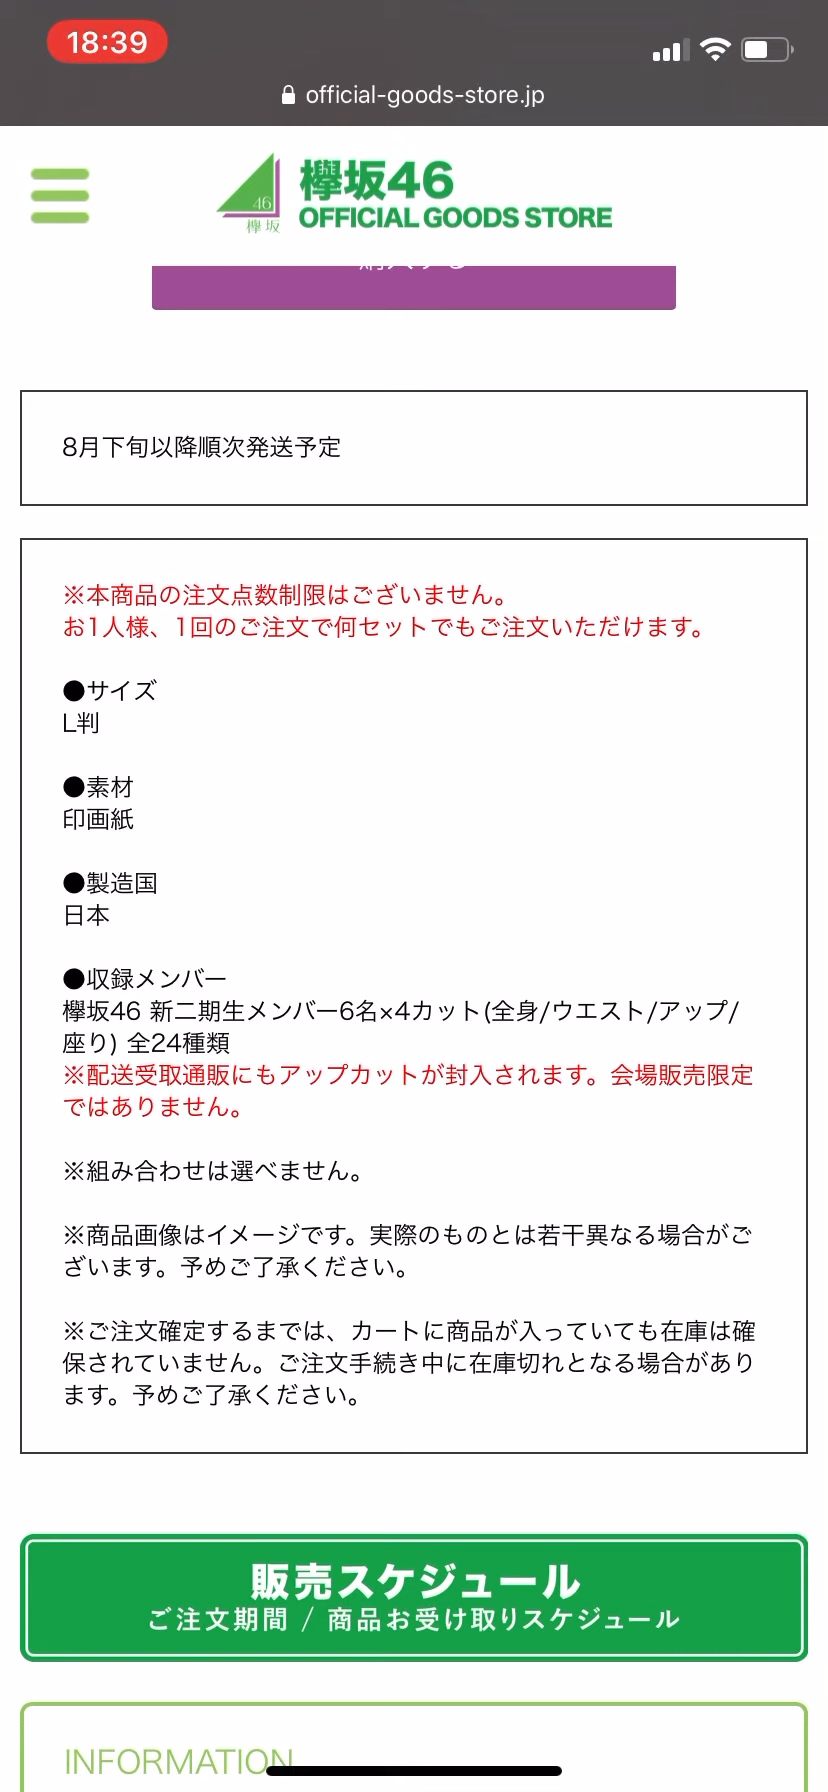 18:39
official-goods-store.jp
46
欅坂
欅坂46
OFFICIAL GOODS STORE
8月下旬以降順次発送予定
※本商品の注文点数制限はございません。
お1人様、1回のご注文で何セットでもご注文いただけます。
●サイズ
L判
●素材
印画紙
●製造国
日本
●収録メンバー
欅坂46 新二期生メンバー6名×4カット(全身/ウエスト/アップ/
座り) 全24種類
※配送受取通販にもアップカットが封入されます。会場販売限定
ではありません。
※組み合わせは選べません。
※商品画像はイメージです。実際のものとは若干異なる場合がご
ざいます。予めご了承ください。
※ご注文確定するまでは、カートに商品が入っていても在庫は確
保されていません。ご注文手続き中に在庫切れとなる場合があり
ます。予めご了承ください。
販売スケジュール
ご注文期間 / 商品お受け取りスケジュール
INFORMATION